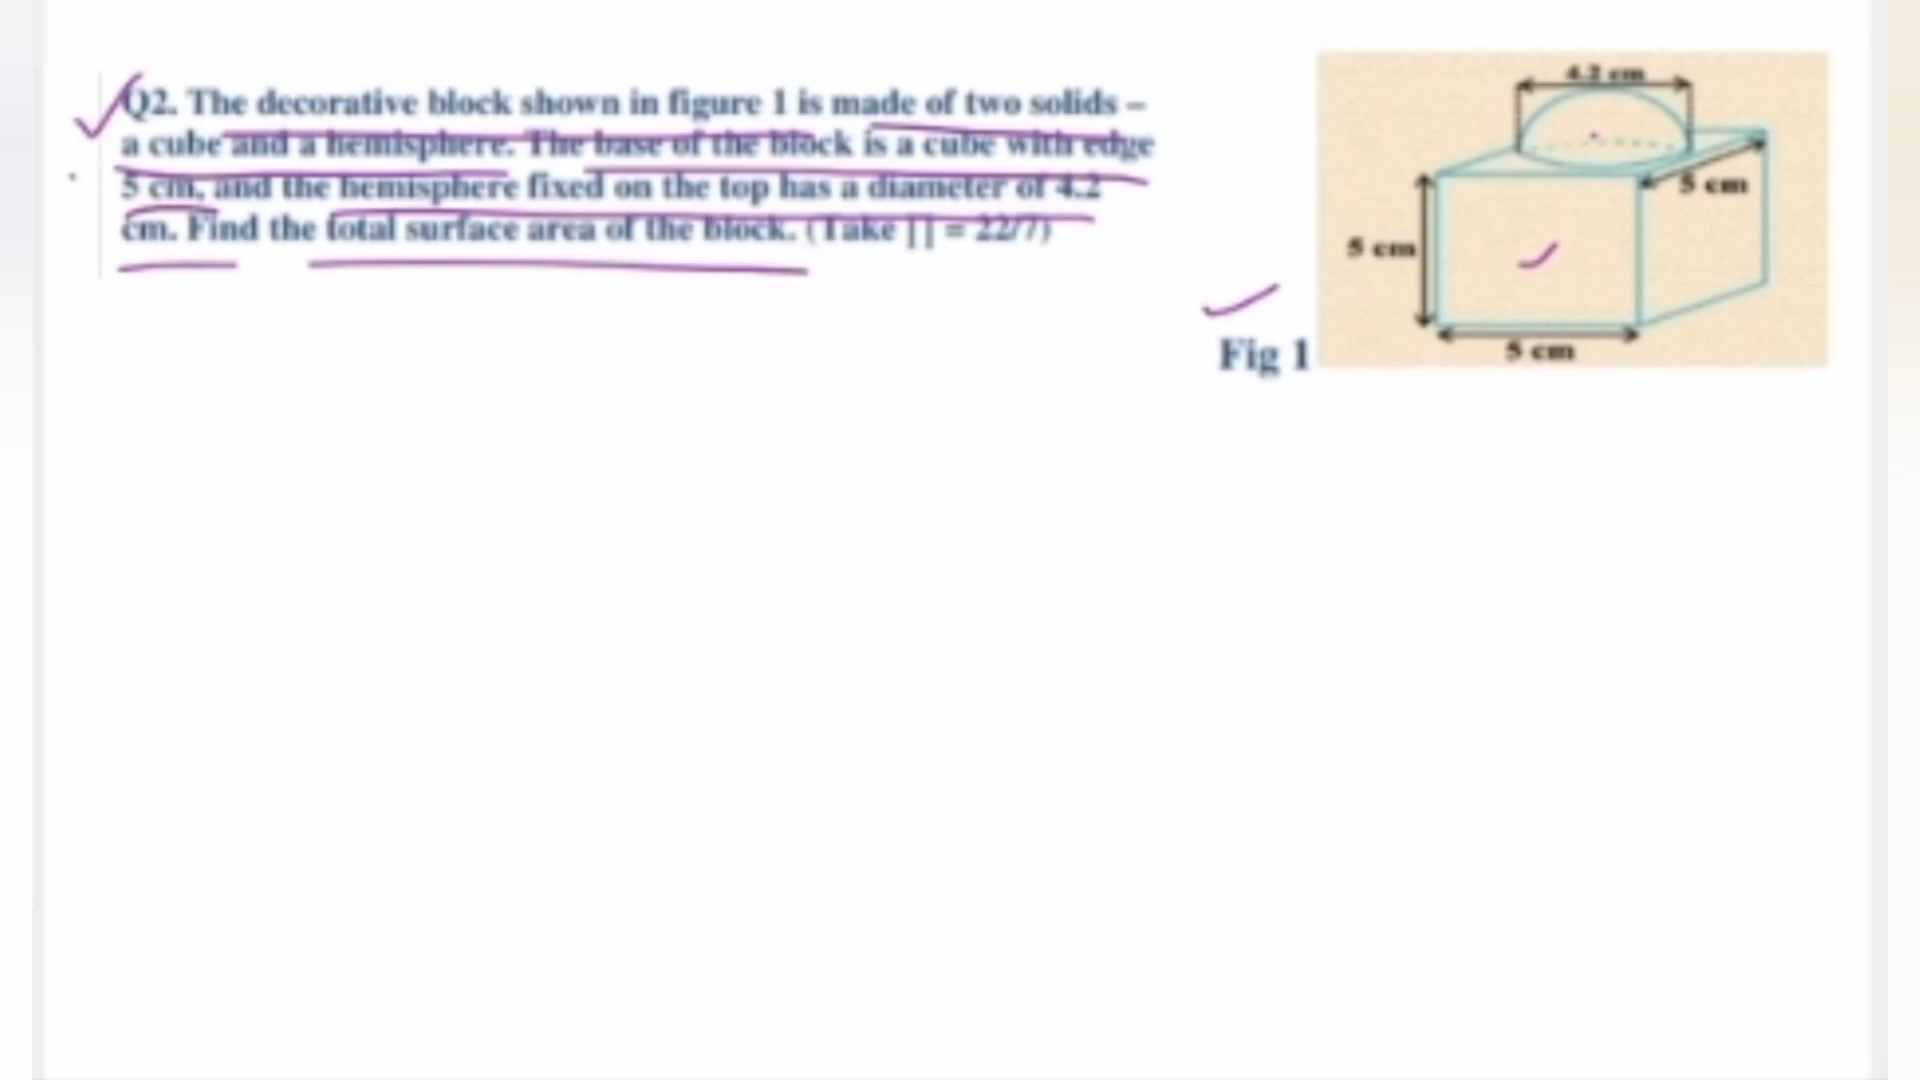 Q2. The decorative block shown in figure 1 is made of two solids –
a cube and a hemisphere. The base of the block is a cube with edge
5 cm, and the hemisphere fixed on the top has a diameter of 4.2
cm. Find the total surface area of the block. (Take ∏ = 22/7)
4.2 cm
5 cm
5 cm
5 cm
Fig 1